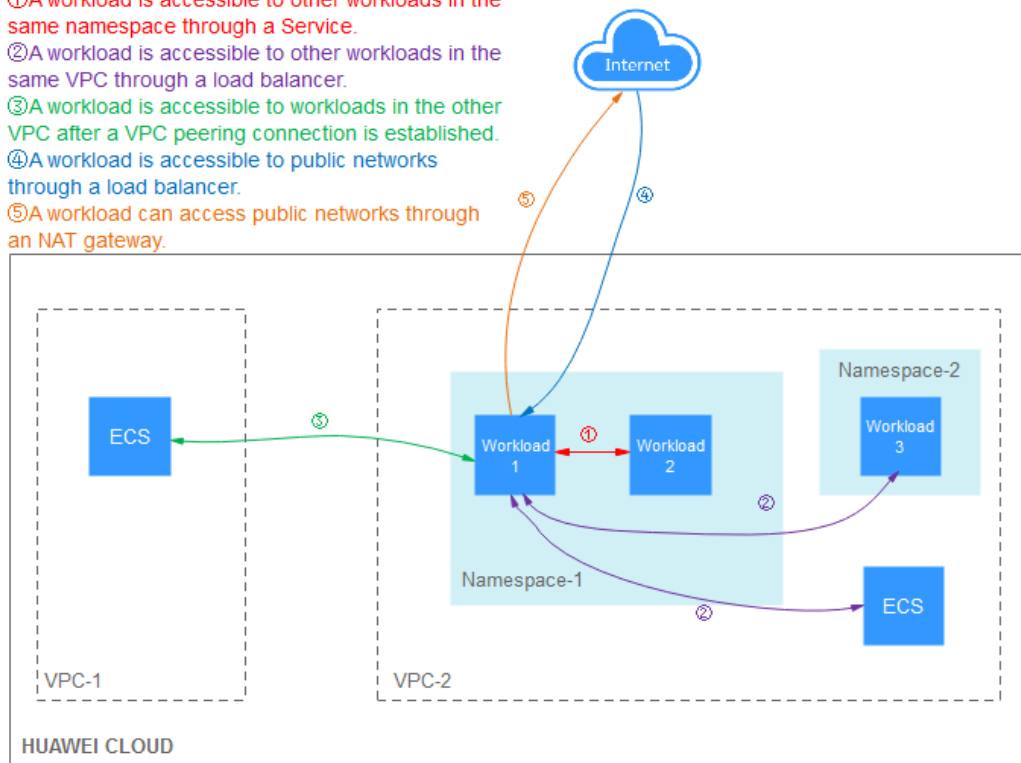 ①A workload is accessible to other workloads in the
same namespace through a Service.
②A workload is accessible to other workloads in the
same VPC through a load balancer.
③A workload is accessible to workloads in the other
VPC after a VPC peering connection is established.
④A workload is accessible to public networks
through a load balancer.
⑤A workload can access public networks through
an NAT gateway.
Internet
⑤
④
Namespace-2
ECS
③
Workload
1
①
Workload
2
Workload
3
②
Namespace-1
②
ECS
VPC-1
VPC-2
HUAWEI CLOUD